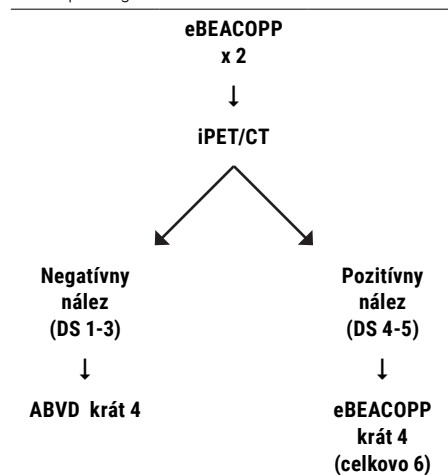 eBEACOPP
x 2
↓
iPET/CT
Negatívny
nález
(DS 1-3)
↓
ABVD krát 4
Pozitívny
nález
(DS 4-5)
↓
eBEACOPP
krát 4
(celkovo 6)